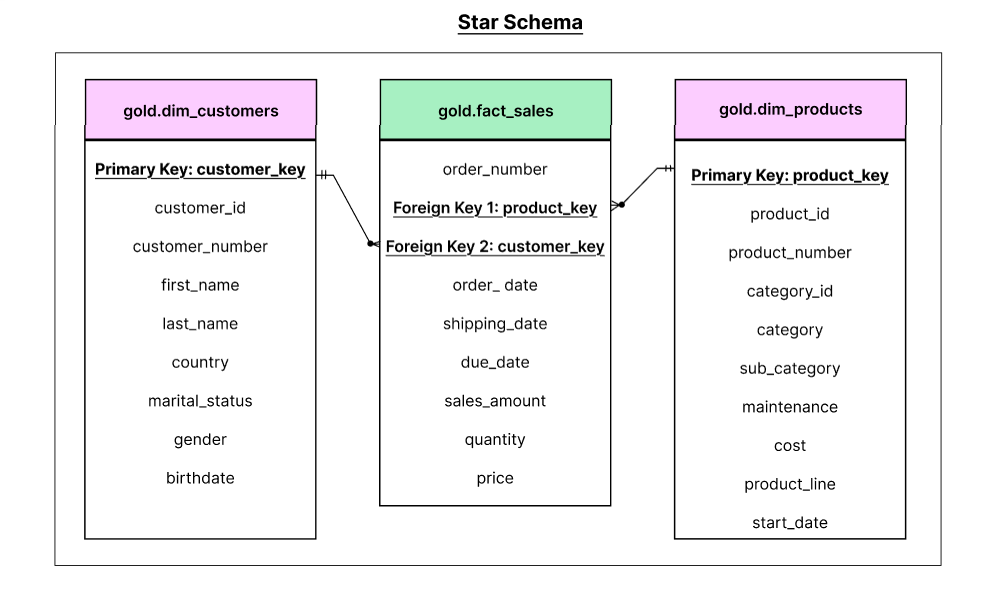 Star Schema
gold.dim_customers
Primary Key: customer_key
customer_id
customer_number
first_name
last_name
country
marital_status
gender
birthdate
gold.fact_sales
order_number
Foreign Key 1: product_key
Foreign Key 2: customer_key
order_ date
shipping_date
due_date
sales_amount
quantity
price
gold.dim_products
Primary Key: product_key
product_id
product_number
category_id
category
sub_category
maintenance
cost
product_line
start_date